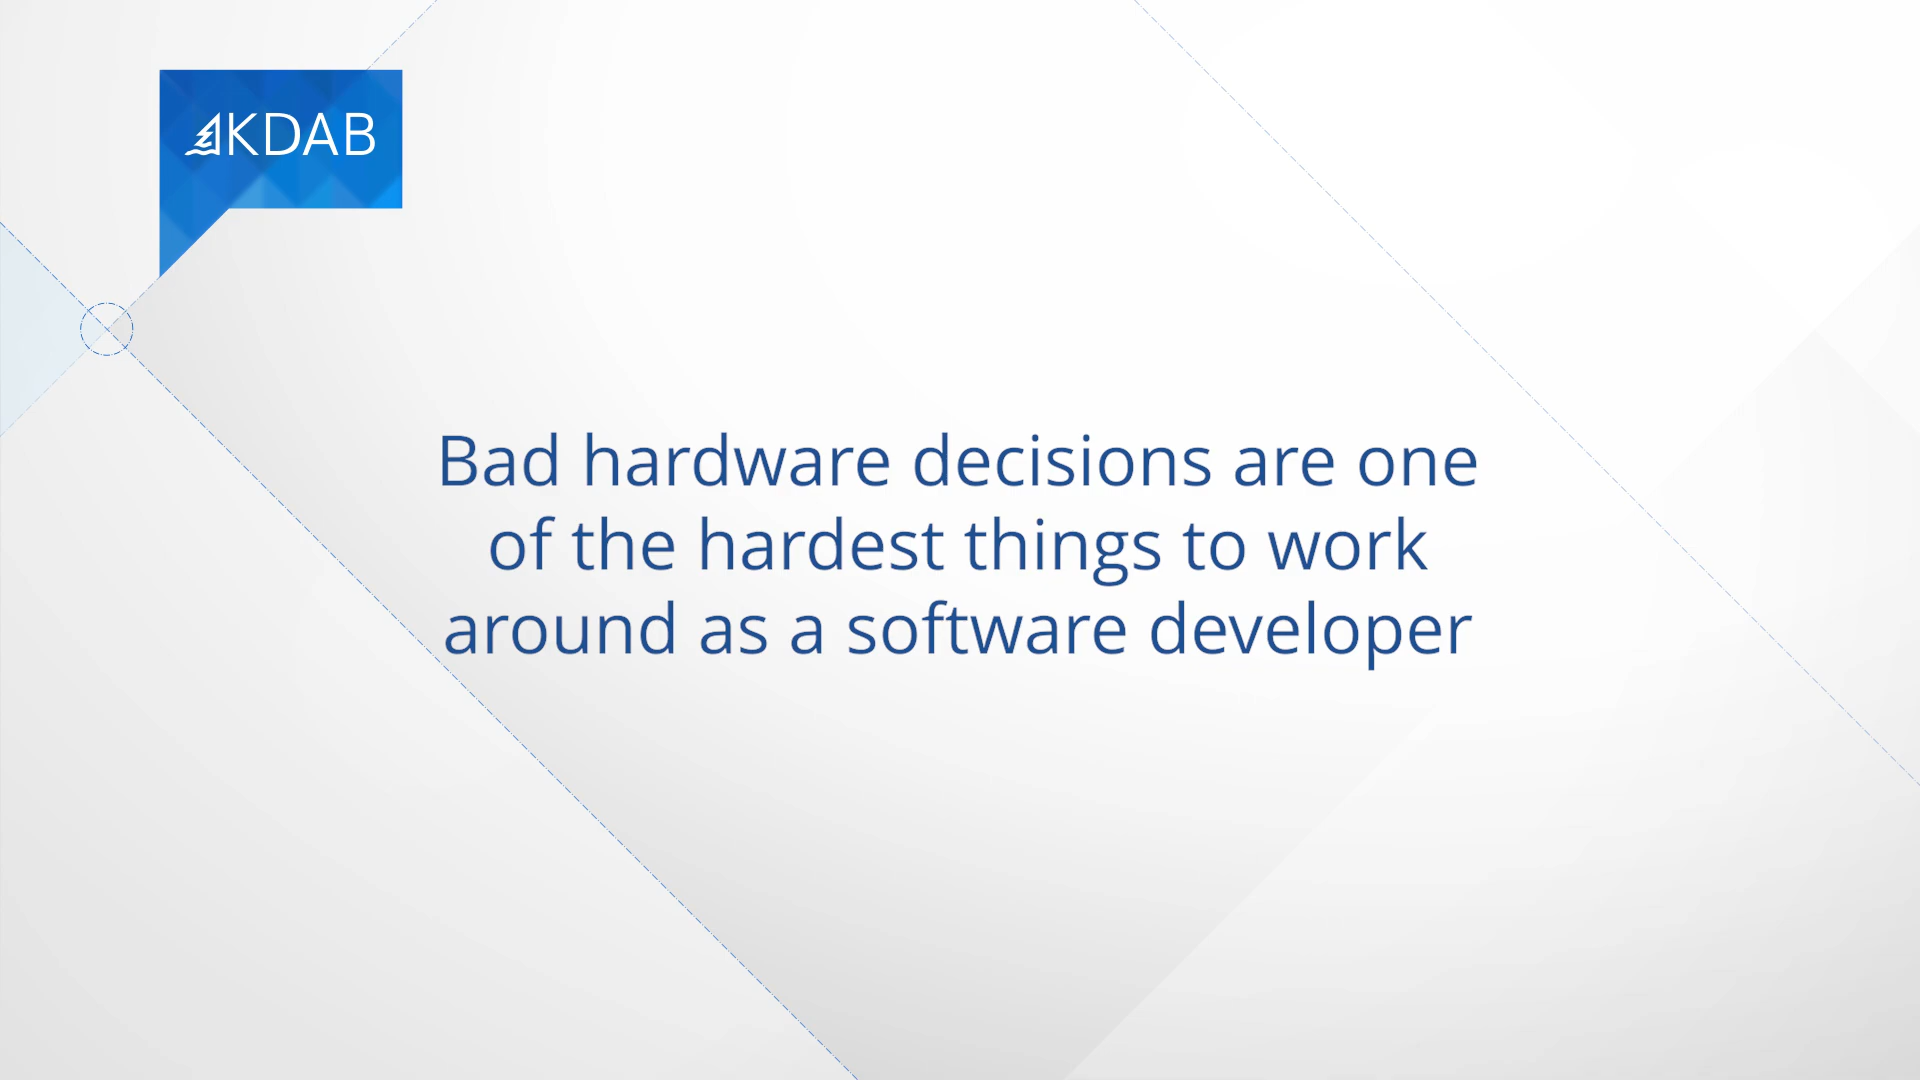 KDAB
Bad hardware decisions are one
of the hardest things to work
around as a software developer